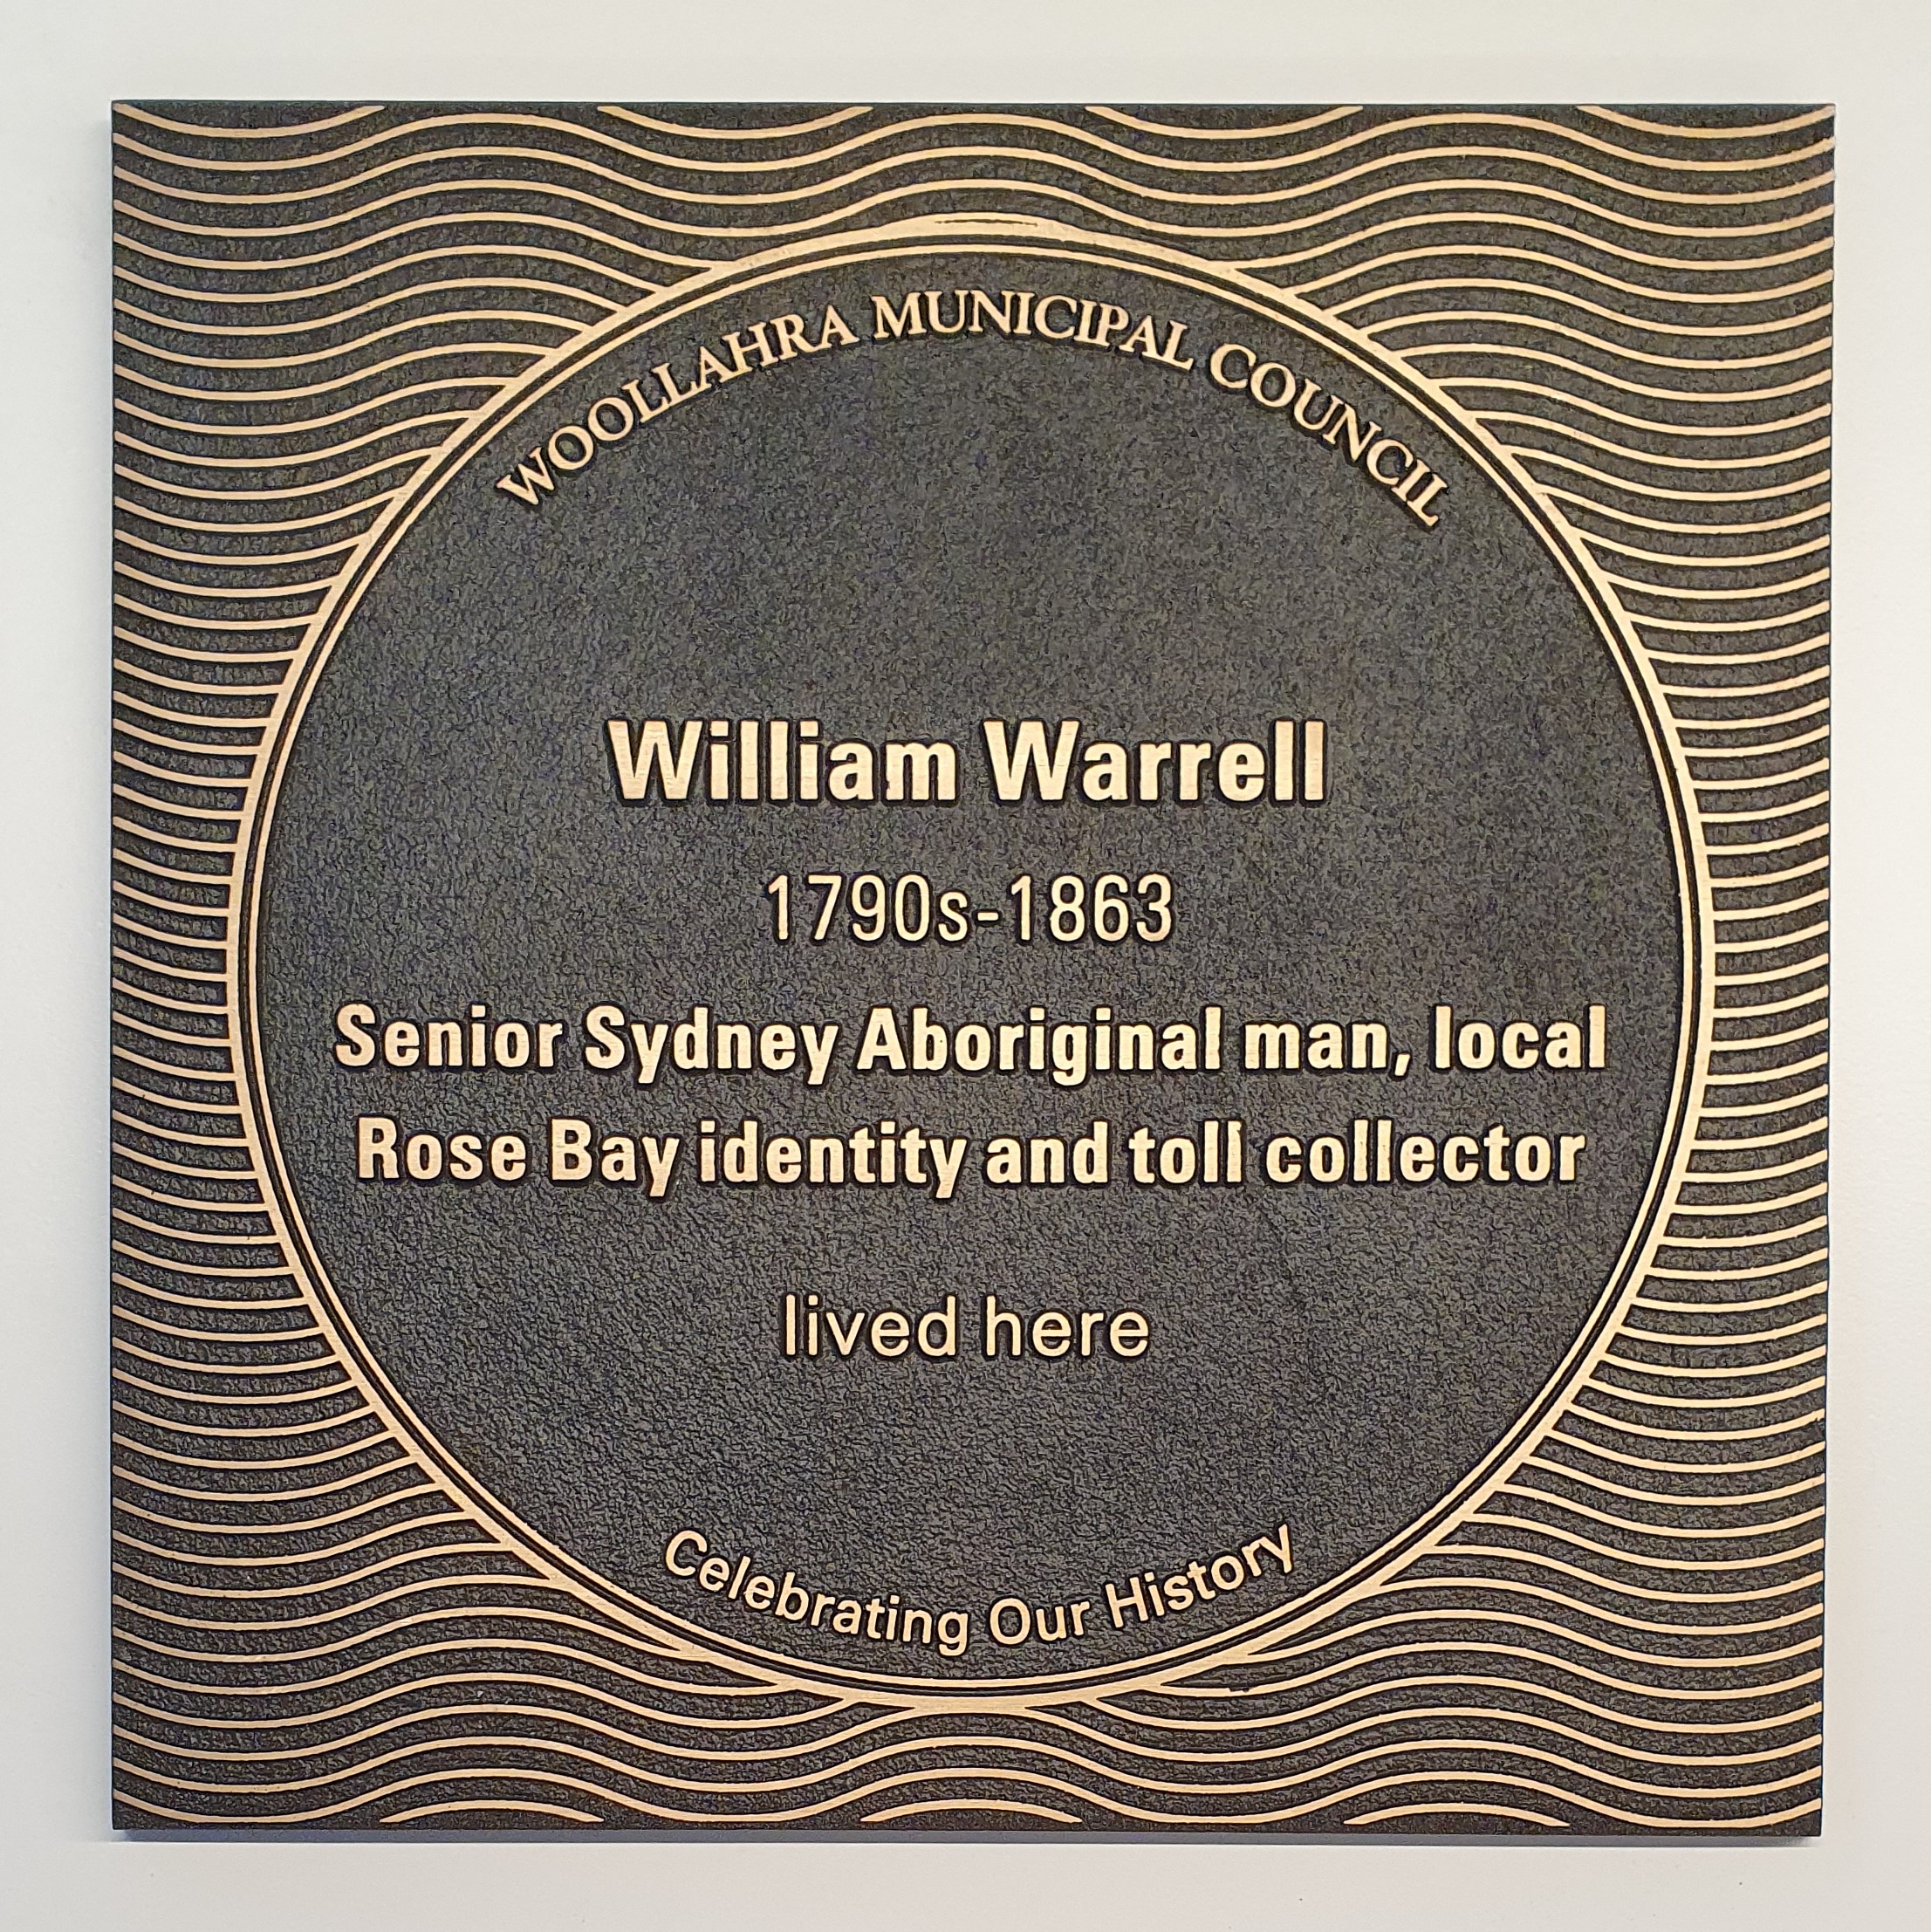 WOOLLAHRA MUNICIPAL COUNCIL
William Warrell
1790s-1863
Senior Sydney Aboriginal man, local
Rose Bay identity and toll collector
lived here
Celebrating Our History